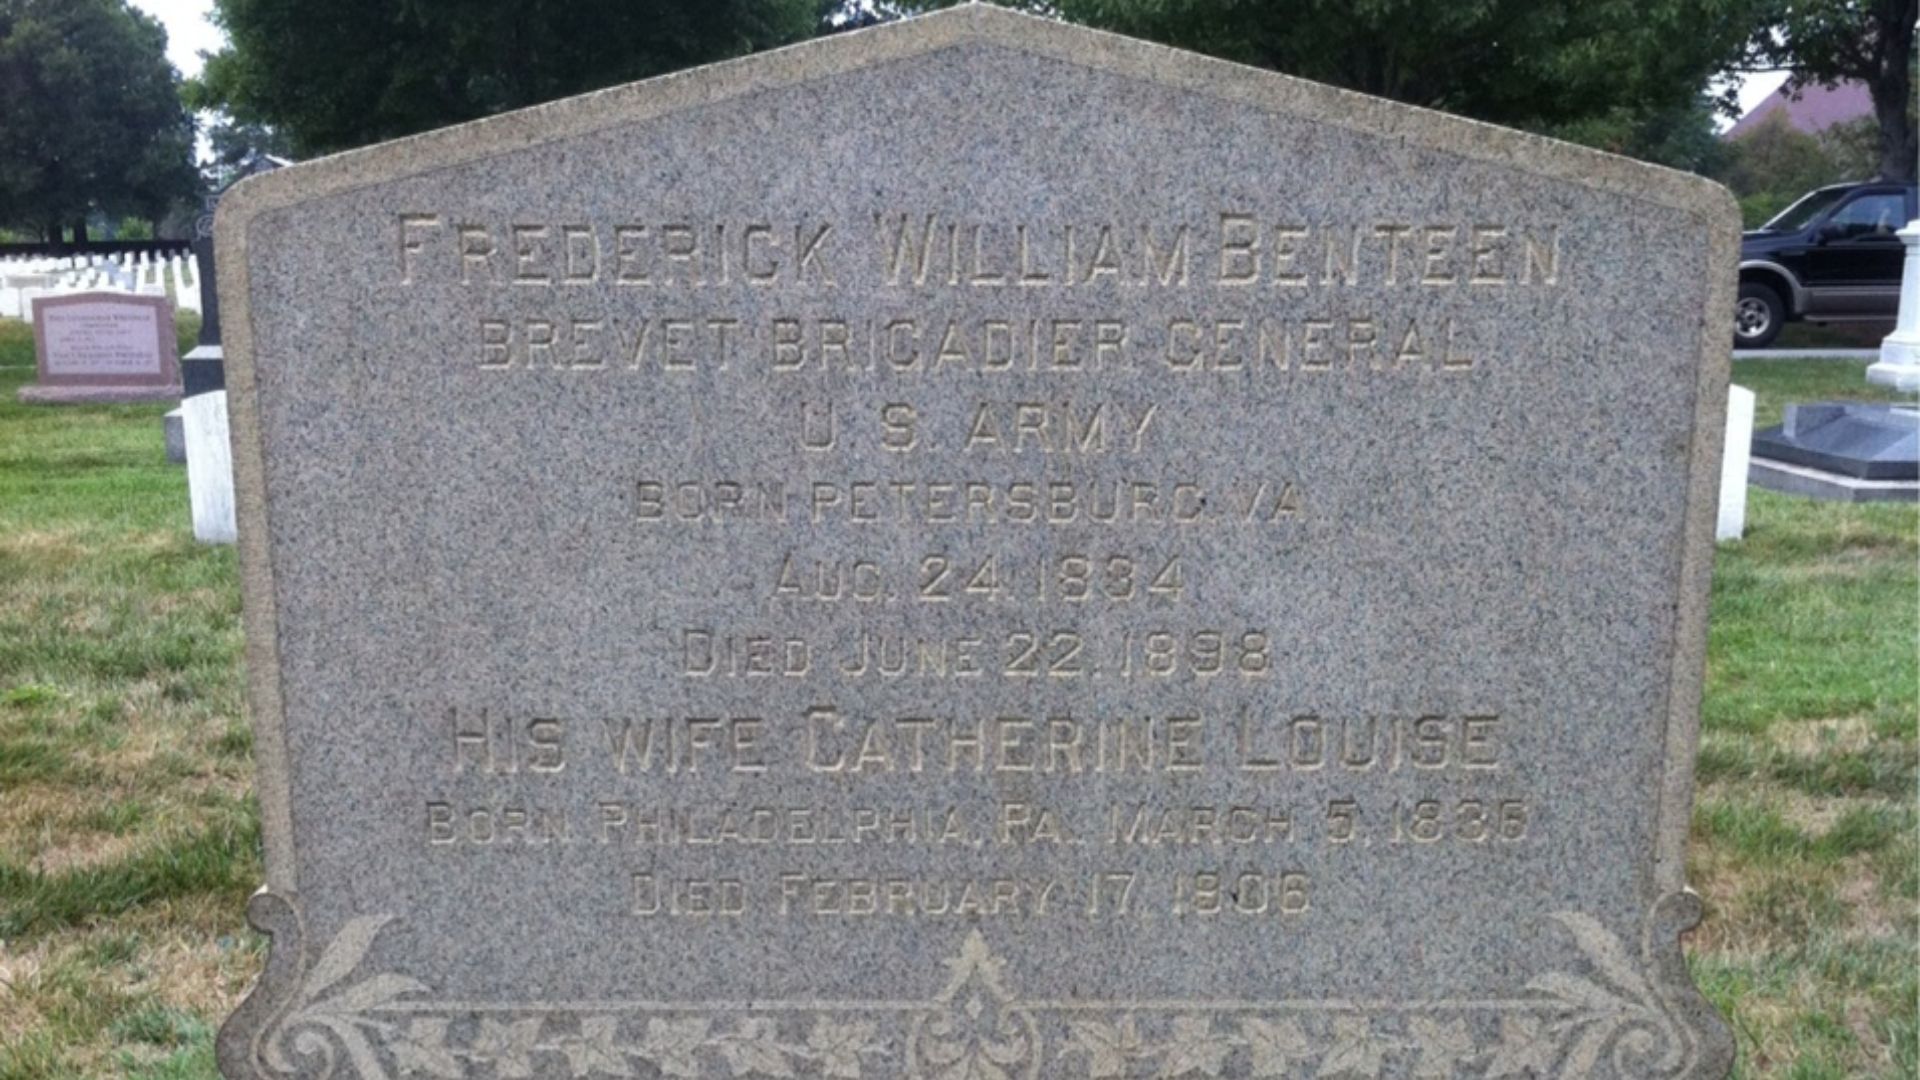 FREDERICK WILLIAM BENTEEN
BREVET BRIGADIER GENERAL
U. S. ARMY
BORN PETERSBURG, VA.
AUG. 24, 1834
DIED JUNE 22, 1898
HIS WIFE CATHERINE LOUISE
BORN PHILADELPHIA, PA. MARCH 5, 1836
DIED FEBRUARY 17, 1906